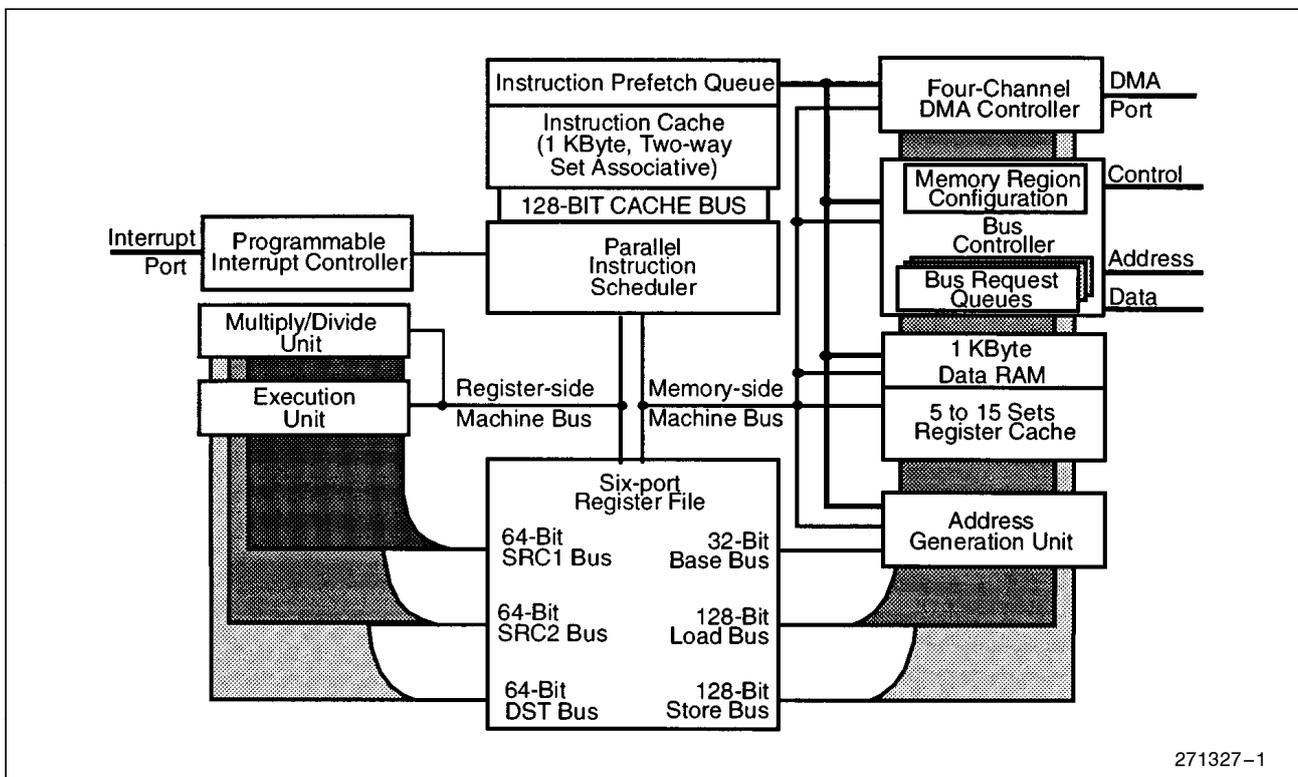 Instruction Prefetch Queue
Instruction Cache
(1 KByte, Two-way
Set Associative)
128-BIT CACHE BUS
Parallel
Instruction
Scheduler
Interrupt
Port
Programmable
Interrupt Controller
Multiply/Divide
Unit
Execution
Unit
Register-side
Machine Bus
Memory-side
Machine Bus
Four-Channel
DMA Controller
DMA
Port
Memory Region
Configuration
Bus
Controller
Bus Request
Queues
Control
Address
Data
1 KByte
Data RAM
5 to 15 Sets
Register Cache
Address
Generation Unit
Six-port
Register File
64-Bit
SRC1 Bus
64-Bit
SRC2 Bus
64-Bit
DST Bus
32-Bit
Base Bus
128-Bit
Load Bus
128-Bit
Store Bus
271327–1